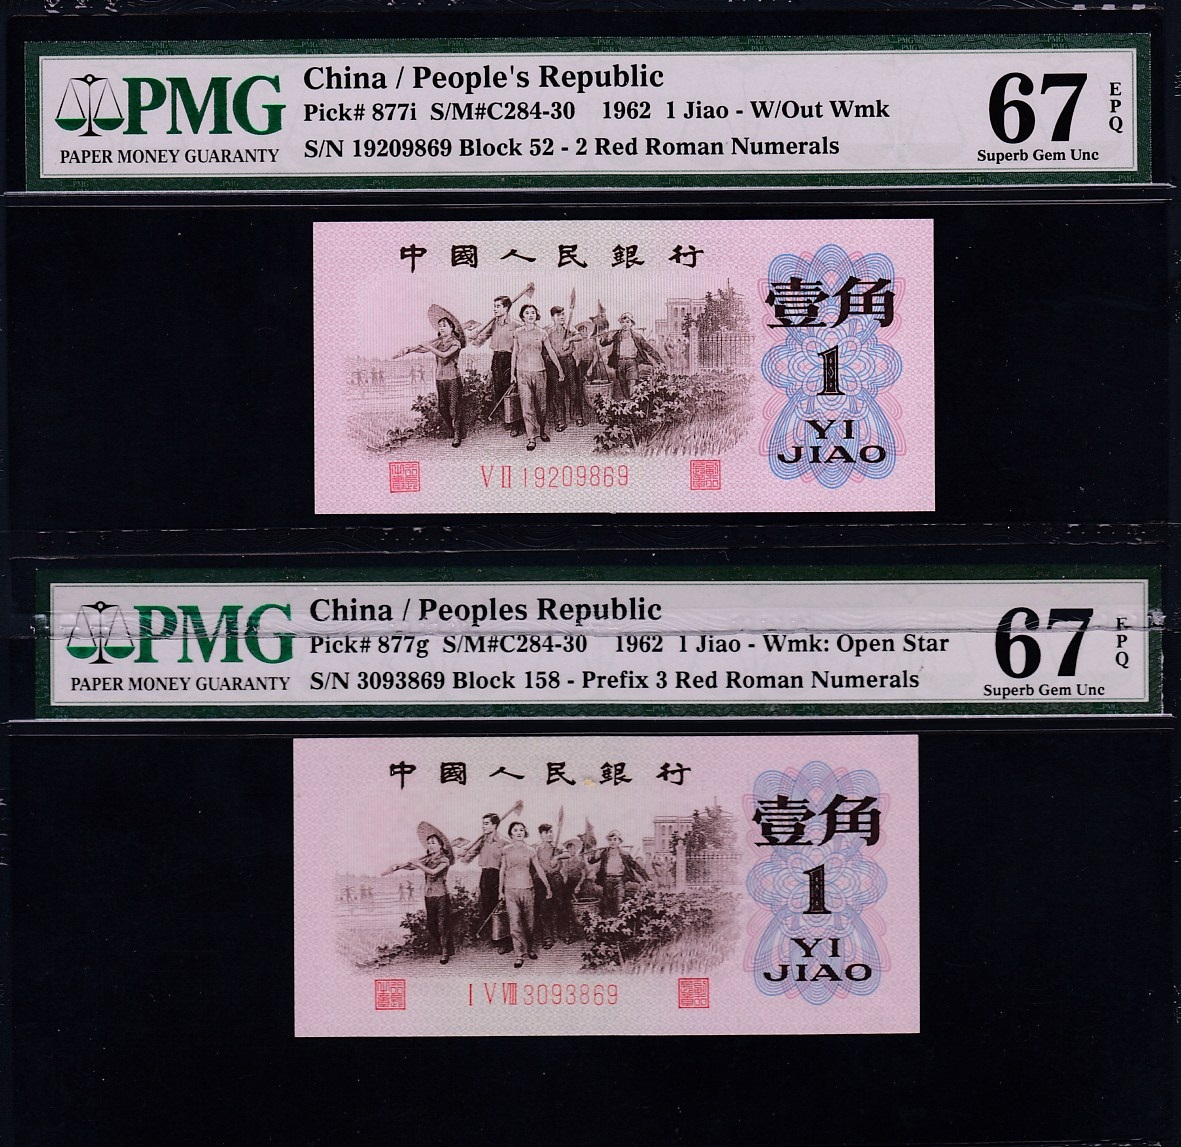 PMG
PAPER MONEY GUARANTY
China / People's Republic
Pick# 877i S/M#C284-30 1962 1 Jiao - W/Out Wmk
S/N 19209869 Block 52 - 2 Red Roman Numerals
67
EPQ
Superb Gem Unc
中國人民銀行
壹角
1
YI
JIAO
V II 19209869
PMG
PAPER MONEY GUARANTY
China / Peoples Republic
Pick# 877g S/M#C284-30 1962 1 Jiao - Wmk: Open Star
S/N 3093869 Block 158 - Prefix 3 Red Roman Numerals
67
EPQ
Superb Gem Unc
中國人民銀行
壹角
1
YI
JIAO
I V VIII 3093869